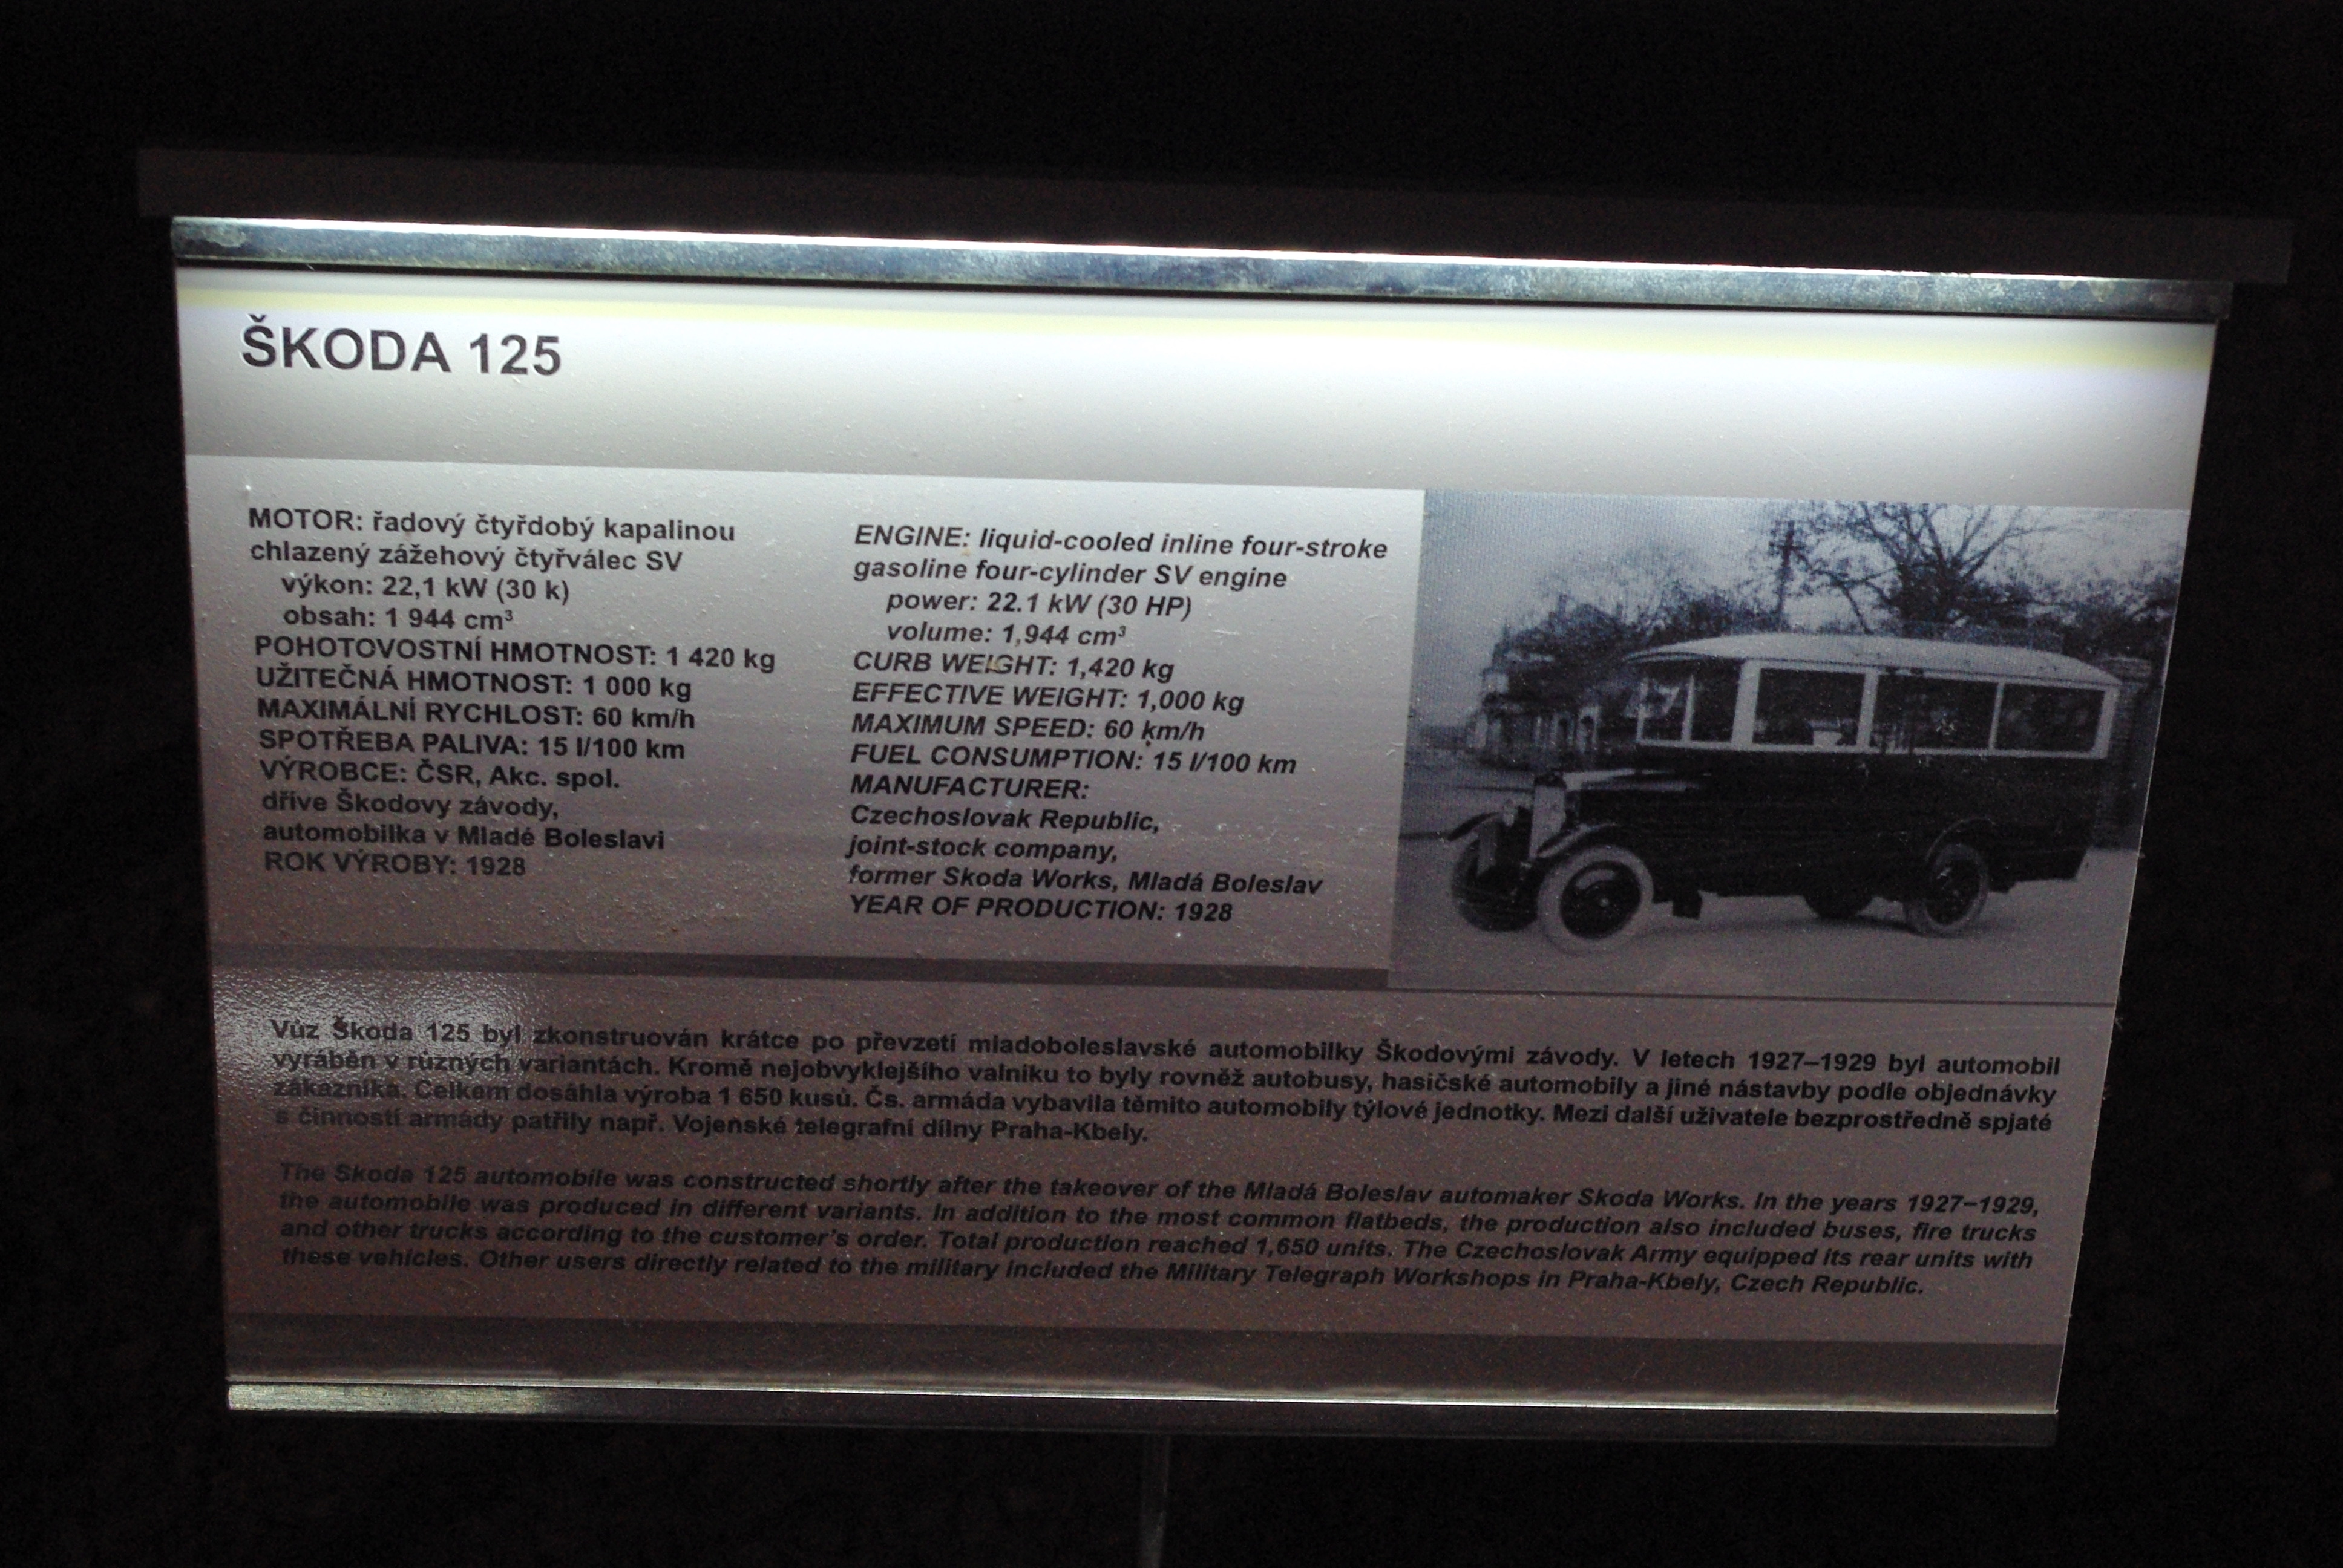 ŠKODA 125
MOTOR: řadový čtyřdobý kapalinou
chlazený zážehový čtyřválec SV
výkon: 22,1 kW (30 k)
obsah: 1 944 cm³
POHOTOVOSTNÍ HMOTNOST: 1 420 kg
UŽITEČNÁ HMOTNOST: 1 000 kg
MAXIMÁLNÍ RYCHLOST: 60 km/h
SPOTŘEBA PALIVA: 15 l/100 km
VÝROBCE: ČSR, Akc. spol.
dříve Škodovy závody,
automobilka v Mladé Boleslavi
ROK VÝROBY: 1928
ENGINE: liquid-cooled inline four-stroke
gasoline four-cylinder SV engine
power: 22.1 kW (30 HP)
volume: 1,944 cm³
CURB WEIGHT: 1,420 kg
EFFECTIVE WEIGHT: 1,000 kg
MAXIMUM SPEED: 60 km/h
FUEL CONSUMPTION: 15 l/100 km
MANUFACTURER:
Czechoslovak Republic,
joint-stock company,
former Skoda Works, Mladá Boleslav
YEAR OF PRODUCTION: 1928
Vůz Škoda 125 byl zkonstruován krátce po převzetí mladoboleslavské automobilky Škodovými závody. V letech 1927–1929 byl automobil
vyráběn v různých variantách. Kromě nejobvyklejšího valníku to byly rovněž autobusy, hasičské automobily a jiné nástavby podle objednávky
zákazníka. Celkem dosáhla výroba 1 650 kusů. Čs. armáda vybavila těmito automobily týlové jednotky. Mezi další uživatele bezprostředně spjaté
s činností armády patřily např. Vojenské telegrafní dílny Praha-Kbely.
The Skoda 125 automobile was constructed shortly after the takeover of the Mladá Boleslav automaker Skoda Works. In the years 1927–1929,
the automobile was produced in different variants. In addition to the most common flatbeds, the production also included buses, fire trucks
and other trucks according to the customer's order. Total production reached 1,650 units. The Czechoslovak Army equipped its rear units with
these vehicles. Other users directly related to the military included the Military Telegraph Workshops in Praha-Kbely, Czech Republic.